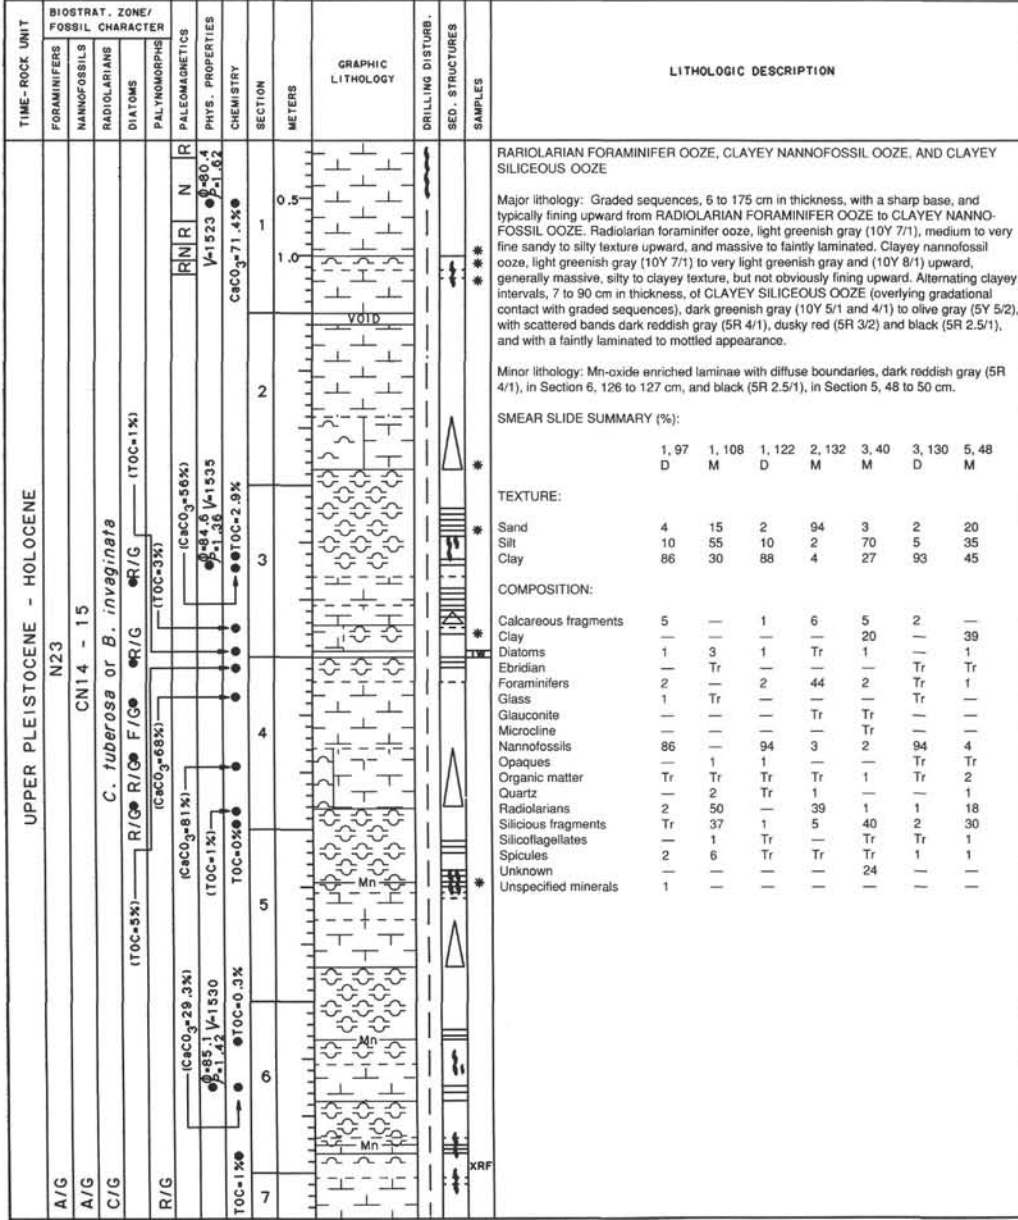 TIME-ROCK UNIT
BIOSTRAT. ZONE/
FOSSIL CHARACTER
FORAMINIFERS
NANNOFOSSILS
RADIOLARIANS
DIATOMS
PALYNOMORPHS
PALEOMAGNETICS
PHYS. PROPERTIES
CHEMISTRY
SECTION
METERS
GRAPHIC
LITHOLOGY
DRILLING DISTURB.
SED. STRUCTURES
SAMPLES
LITHOLOGIC DESCRIPTION
UPPER PLEISTOCENE - HOLOCENE
N23
A/G
CN14 - 15
A/G
C. tuberosa or B. invaginata
C/G
R/G
R/G
F/G
R/G
R/G
R/G
(TOC=1%)
(TOC=3%)
(TOC=5%)
(CaCO3=68%)
(CaCO3=56%)
(CaCO3=81%)
(TOC=1%)
(CaCO3=29.3%)
R
N
R
N
R
Φ=80.4
ρ=1.62
V=1523
Φ=84.6 V=1535
ρ=1.36
Φ=85.1 V=1530
ρ=1.42
CaCO3=71.4%
TOC=2.9%
TOC=0%
TOC=0.3%
TOC=1%
1
2
3
4
5
6
7
0.5
1.0
VOID
Mn
Mn
Mn
*
*
*
*
*
*
IW
*
XRF
RARIOLARIAN FORAMINIFER OOZE, CLAYEY NANNOFOSSIL OOZE, AND CLAYEY
SILICEOUS OOZE
Major lithology: Graded sequences, 6 to 175 cm in thickness, with a sharp base, and
typically fining upward from RADIOLARIAN FORAMINIFER OOZE to CLAYEY NANNO-
FOSSIL OOZE. Radiolarian foraminifer ooze, light greenish gray (10Y 7/1), medium to very
fine sandy to silty texture upward, and massive to faintly laminated. Clayey nannofossil
ooze, light greenish gray (10Y 7/1) to very light greenish gray and (10Y 8/1) upward,
generally massive, silty to clayey texture, but not obviously fining upward. Alternating clayey
intervals, 7 to 90 cm in thickness, of CLAYEY SILICEOUS OOZE (overlying gradational
contact with graded sequences), dark greenish gray (10Y 5/1 and 4/1) to olive gray (5Y 5/2),
with scattered bands dark reddish gray (5R 4/1), dusky red (5R 3/2) and black (5R 2.5/1),
and with a faintly laminated to mottled appearance.
Minor lithology: Mn-oxide enriched laminae with diffuse boundaries, dark reddish gray (5R
4/1), in Section 6, 126 to 127 cm, and black (5R 2.5/1), in Section 5, 48 to 50 cm.
SMEAR SLIDE SUMMARY (%):
1, 97 1, 108 1, 122 2, 132 3, 40 3, 130 5, 48
D M D M M D M
TEXTURE:
Sand 4 15 2 94 3 2 20
Silt 10 55 10 2 70 5 35
Clay 86 30 88 4 27 93 45
COMPOSITION:
Calcareous fragments 5 — 1 6 5 2 —
Clay — — — — 20 — 39
Diatoms 1 3 1 Tr 1 — 1
Ebridian — Tr — — — Tr Tr
Foraminifers 2 — 2 44 2 Tr 1
Glass 1 Tr — — — Tr —
Glauconite — — — Tr Tr — —
Microcline — — — — Tr — —
Nannofossils 86 — 94 3 2 94 4
Opaques — 1 1 — — Tr Tr
Organic matter Tr Tr Tr Tr 1 Tr 2
Quartz — 2 Tr 1 — — 1
Radiolarians 2 50 — 39 1 1 18
Silicious fragments Tr 37 1 5 40 2 30
Silicoflagellates — 1 Tr — Tr Tr 1
Spicules 2 6 Tr Tr Tr 1 1
Unknown — — — — 24 — —
Unspecified minerals 1 — — — — — —